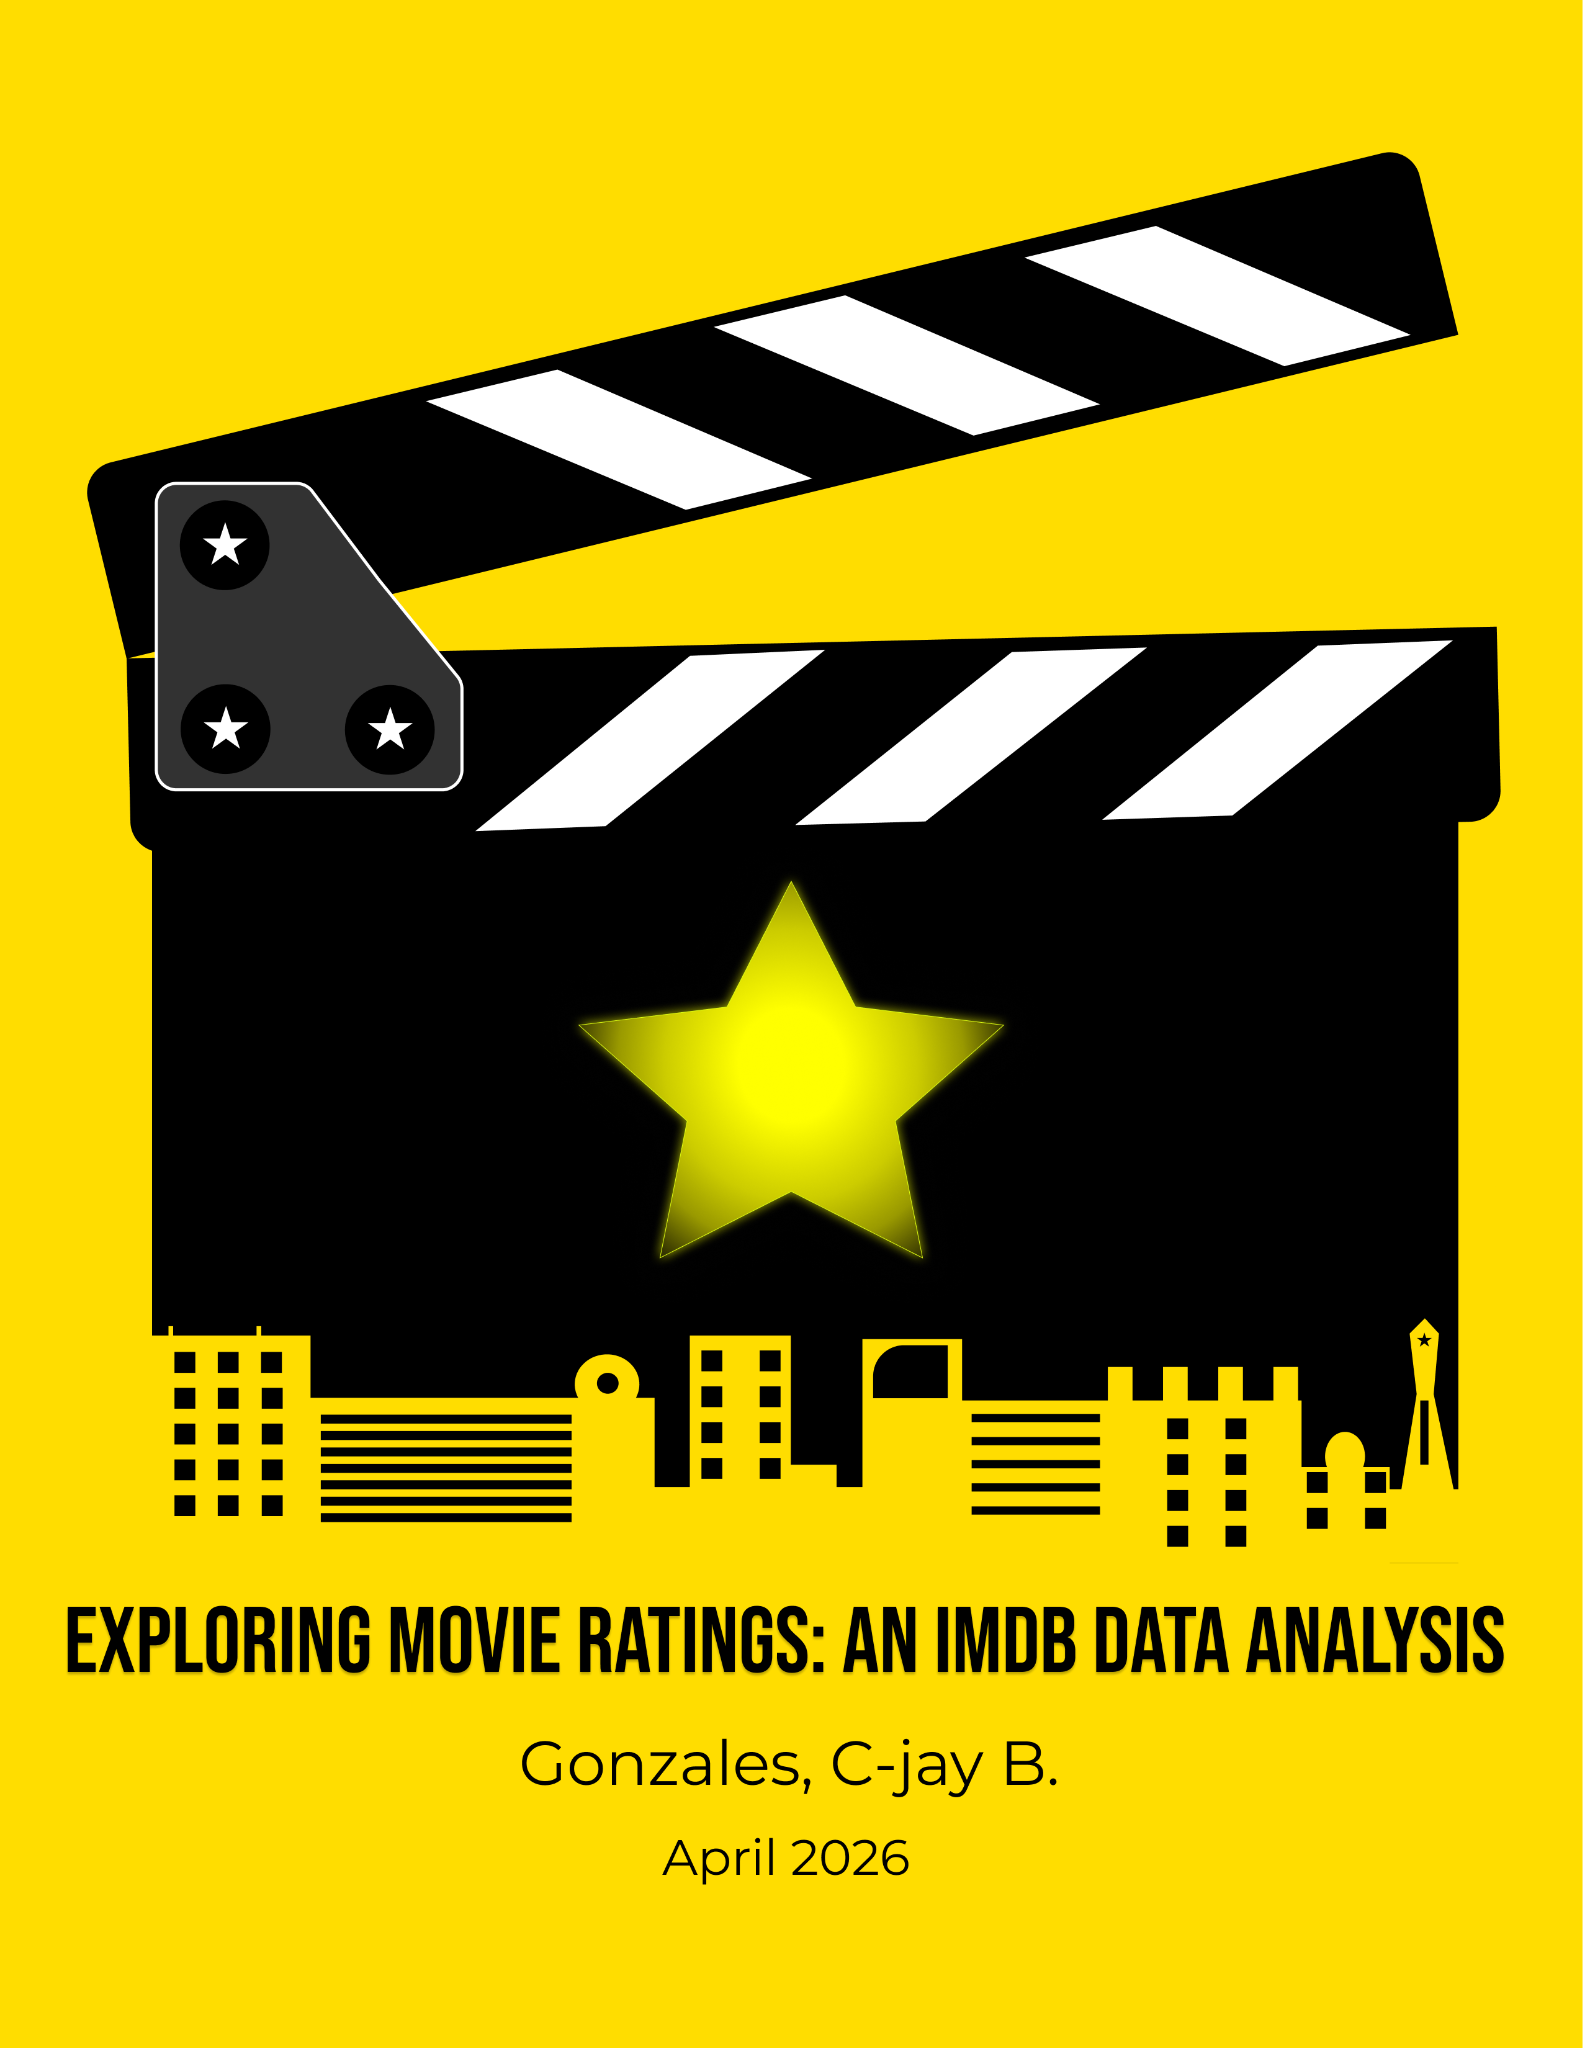 EXPLORING MOVIE RATINGS: AN IMDB DATA ANALYSIS
Gonzales, C-jay B.
April 2026